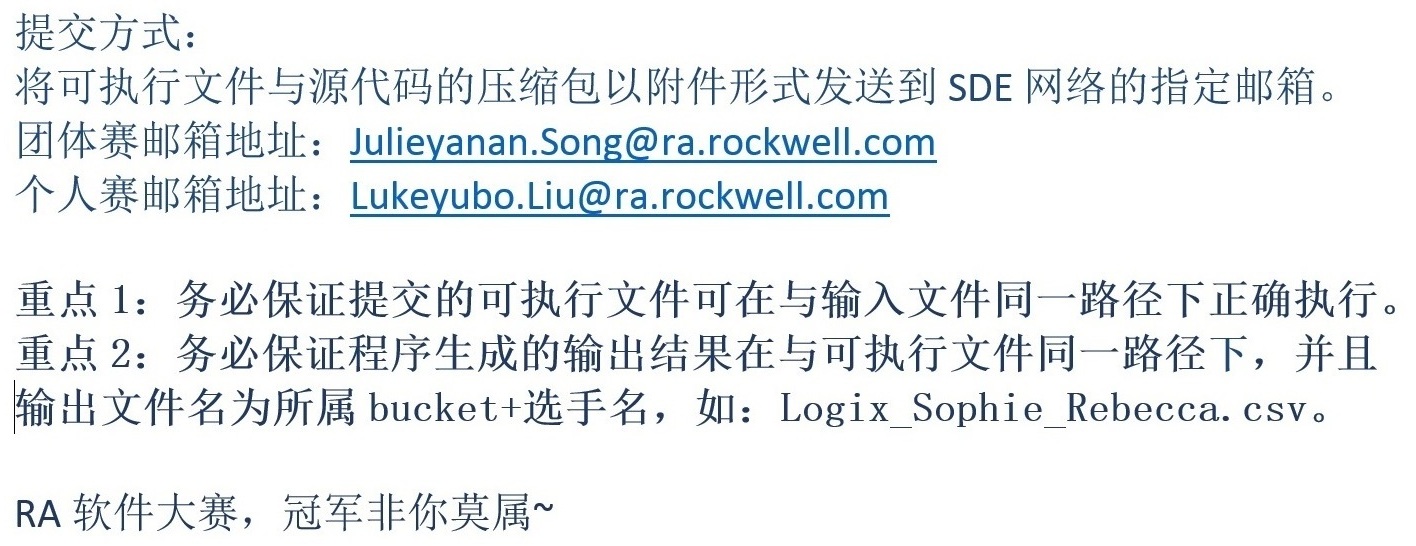 提交方式：
将可执行文件与源代码的压缩包以附件形式发送到 SDE 网络的指定邮箱。
团体赛邮箱地址：Julieyanan.Song@ra.rockwell.com
个人赛邮箱地址：Lukeyubo.Liu@ra.rockwell.com
重点 1：务必保证提交的可执行文件可在与输入文件同一路径下正确执行。
重点 2：务必保证程序生成的输出结果在与可执行文件同一路径下，并且
输出文件名为所属 bucket+选手名，如：Logix_Sophie_Rebecca.csv。
RA 软件大赛，冠军非你莫属~